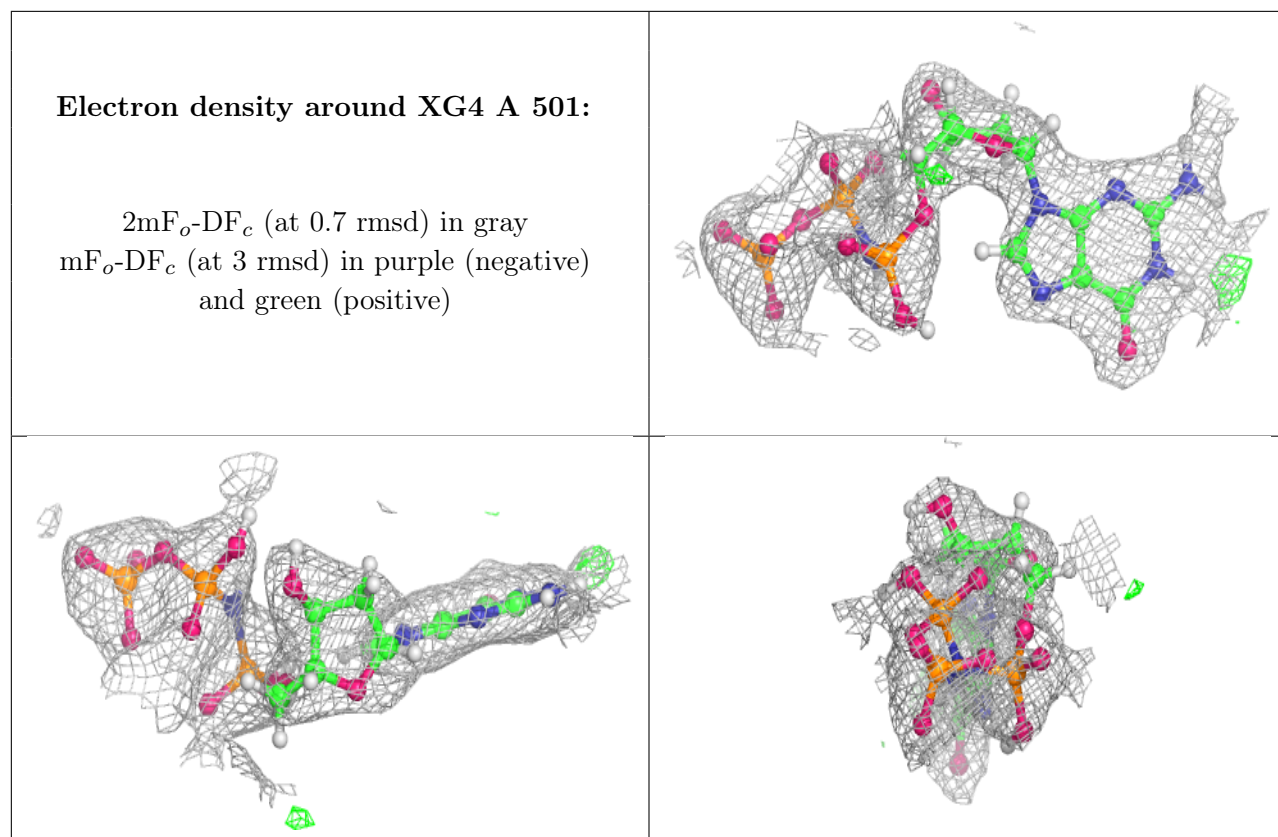 Electron density around XG4 A 501:
2mFo-DFc (at 0.7 rmsd) in gray
mFo-DFc (at 3 rmsd) in purple (negative)
and green (positive)